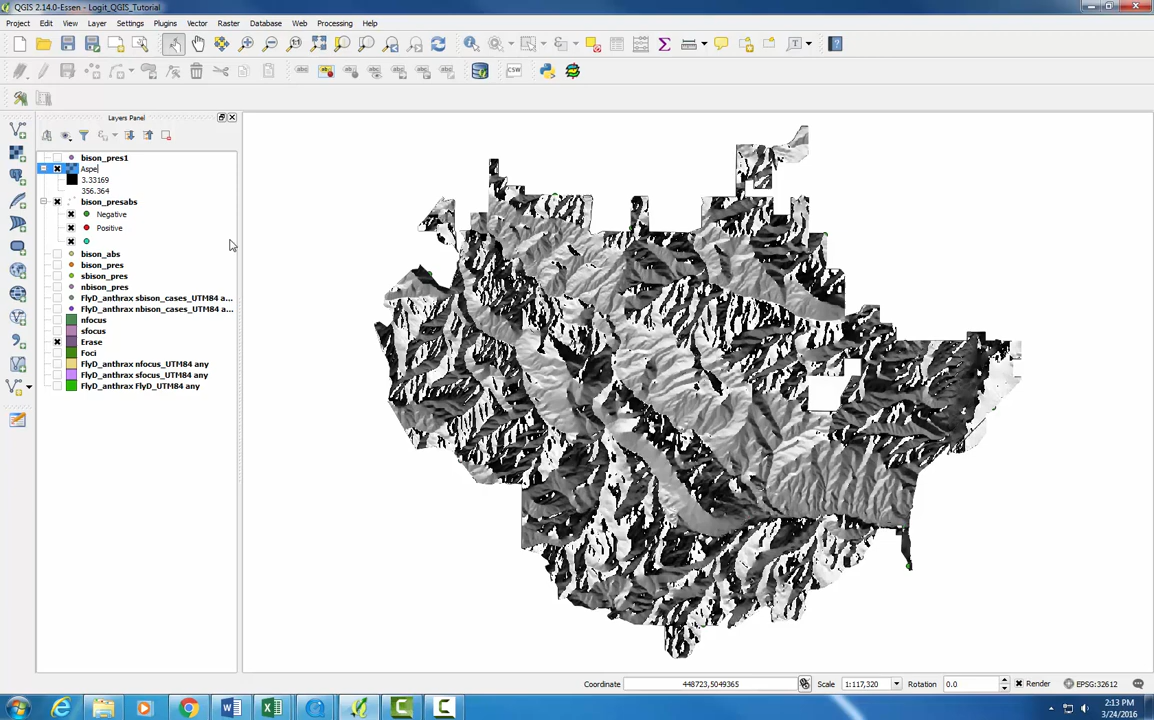 QGIS 2.14.0-Essen - Logit_QGIS_Tutorial
Project Edit View Layer Settings Plugins Vector Raster Database Web Processing Help
CSW
Layers Panel
bison_pres1
Aspe
3.33169
356.364
bison_presabs
Negative
Positive
bison_abs
bison_pres
sbison_pres
nbison_pres
FlyD_anthrax sbison_cases_UTM84 a...
FlyD_anthrax nbison_cases_UTM84 a...
nfocus
sfocus
Erase
Foci
FlyD_anthrax nfocus_UTM84 any
FlyD_anthrax sfocus_UTM84 any
FlyD_anthrax FlyD_UTM84 any
Coordinate 448723,5049365 Scale 1:117,320 Rotation 0.0 Render EPSG:32612
2:13 PM
3/24/2016